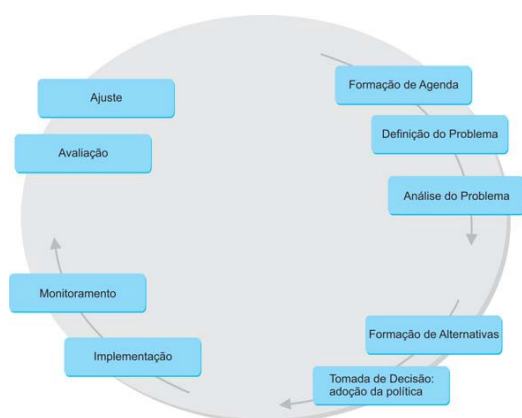 Formação de Agenda
Definição do Problema
Análise do Problema
Formação de Alternativas
Tomada de Decisão:
adoção da política
Implementação
Monitoramento
Avaliação
Ajuste